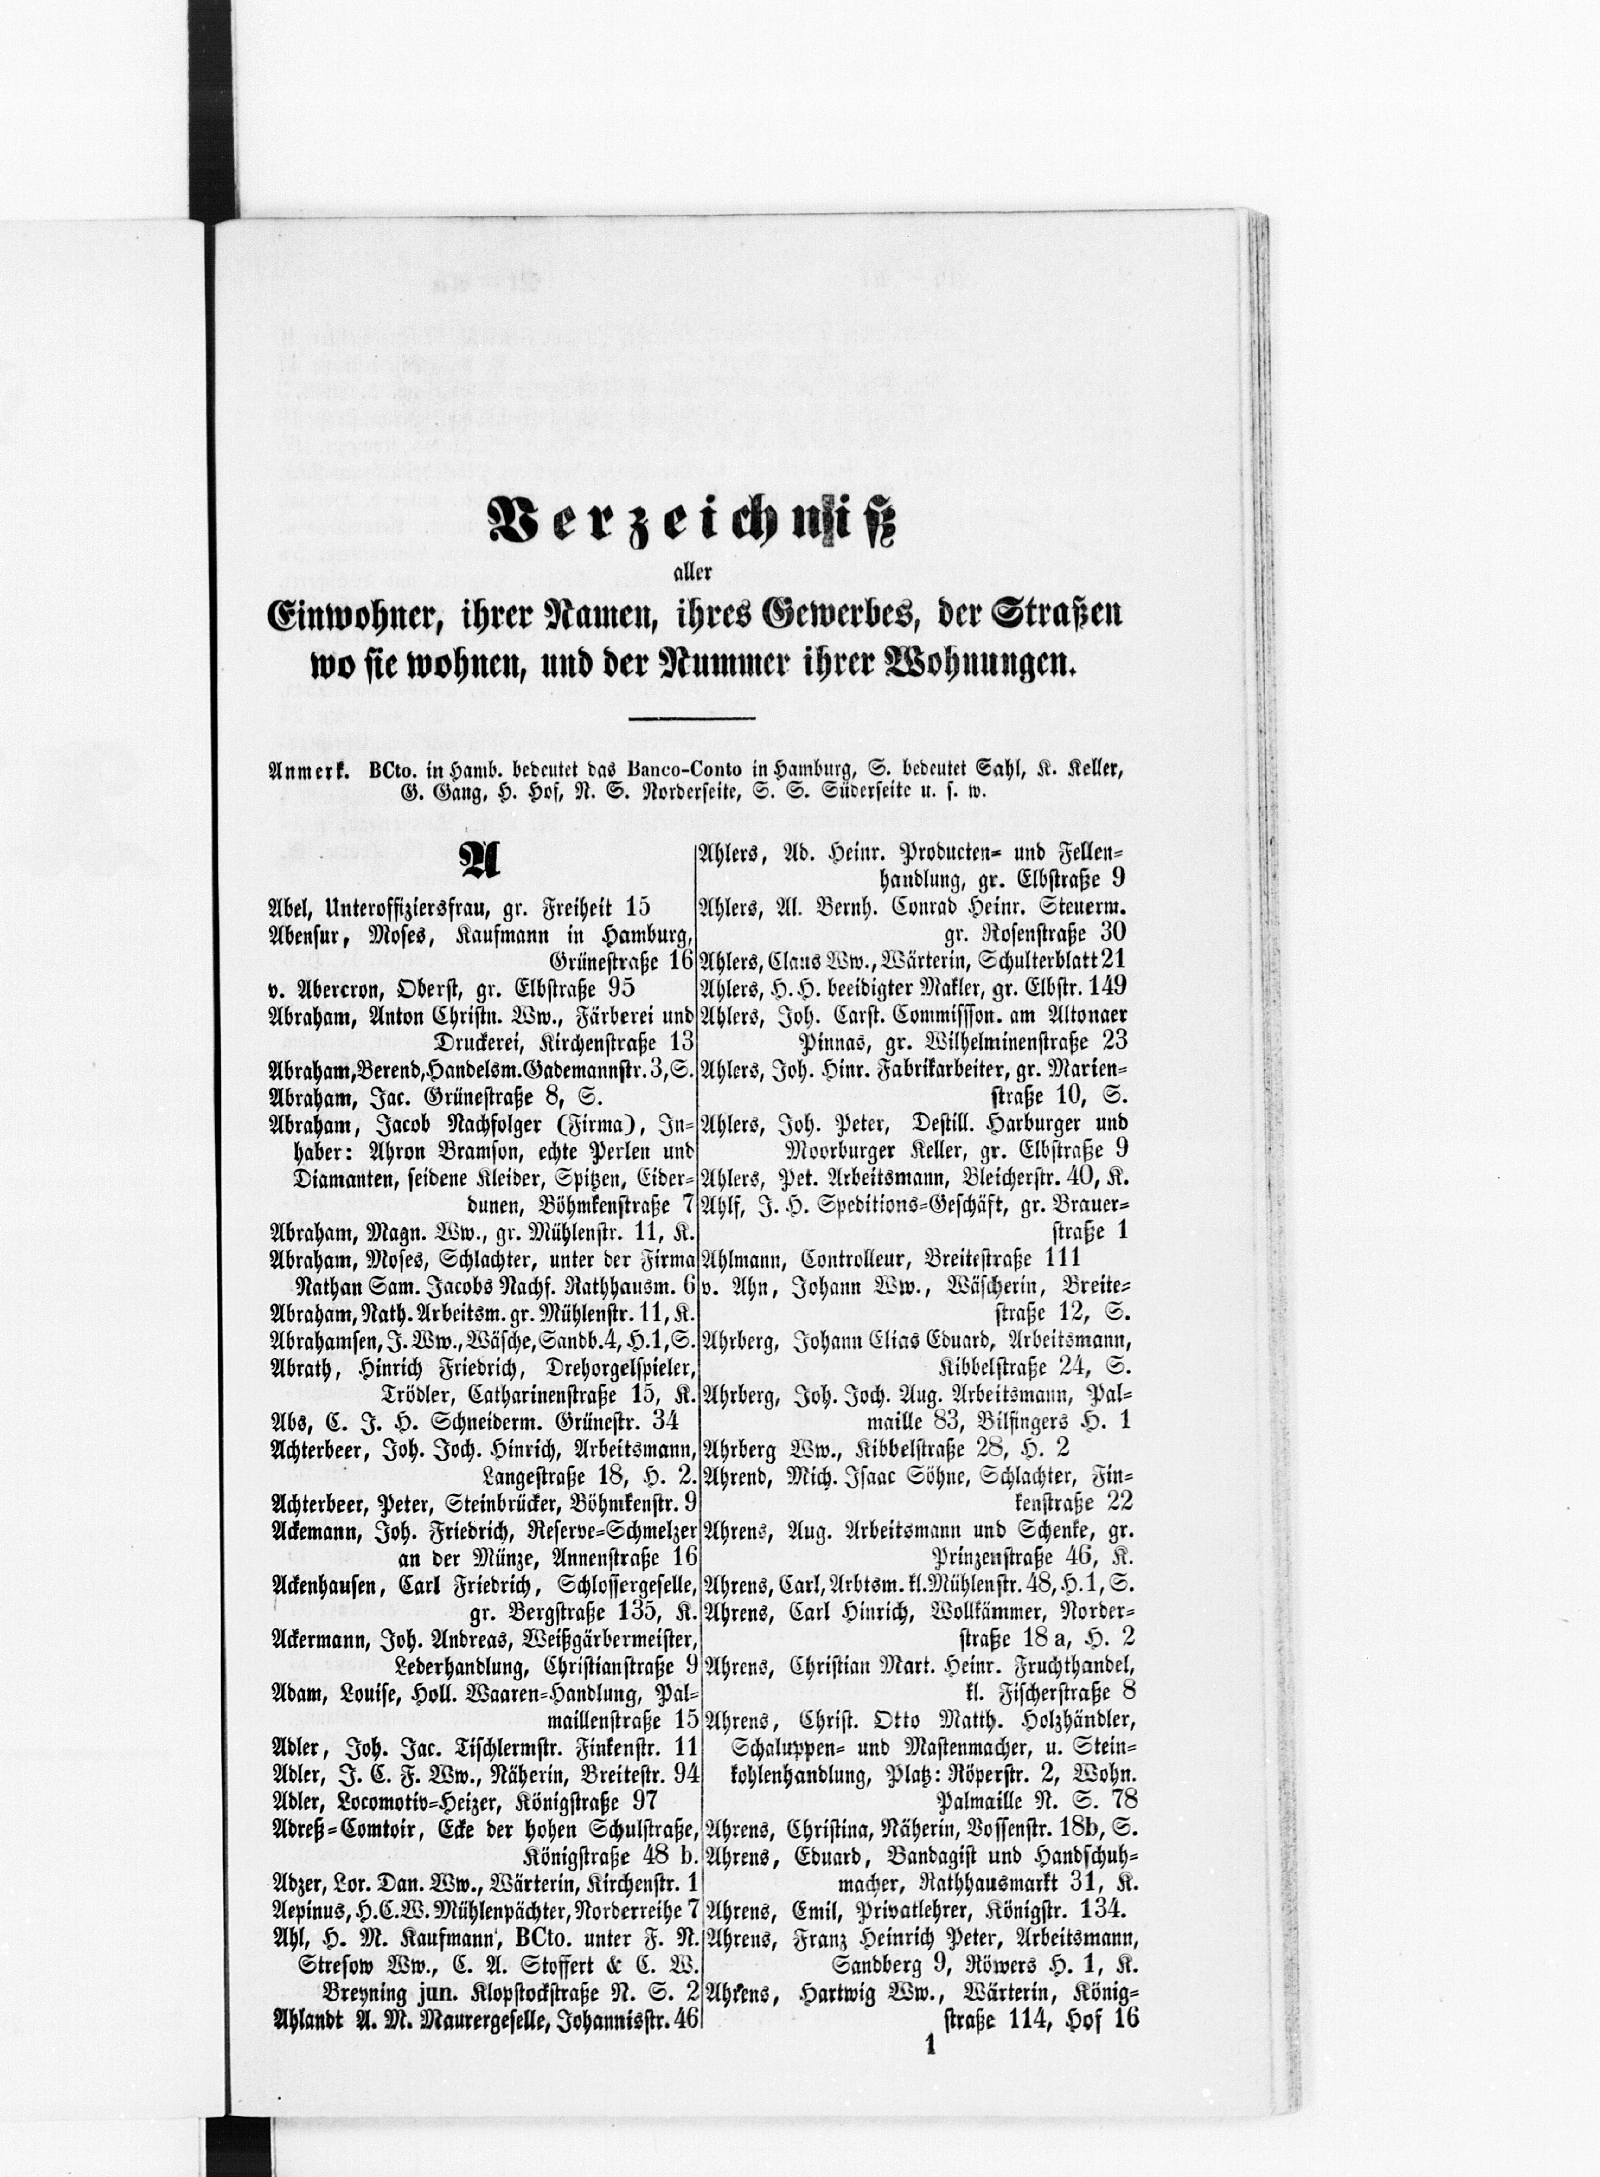 Verzeichniß
aller
Einwohner, ihrer Namen, ihres Gewerbes, der Straßen
wo sie wohnen, und der Nummer ihrer Wohnungen.
Anmerk. BCto. in Hamb. bedeutet das Banco-Conto in Hamburg, S. bedeutet Sahl, K. Keller,
G. Gang, H. Hof, N. S. Norderseite, S. S. Süderseite u. s. w.
A
Abel, Unteroffiziersfrau, gr. Freiheit 15
Abensur, Moses, Kaufmann in Hamburg,
Grünestraße 16
v. Abercron, Oberst, gr. Elbstraße 95
Abraham, Anton Christn. Ww., Färberei und
Druckerei, Kirchenstraße 13
Abraham, Berend, Handelsm. Gademannstr. 3, S.
Abraham, Jac. Grünestraße 8, S.
Abraham, Jacob Nachfolger (Firma), In-
haber: Ahron Bramson, echte Perlen und
Diamanten, seidene Kleider, Spitzen, Eider-
dunen, Böhmkenstraße 7
Abraham, Magn. Ww., gr. Mühlenstr. 11, K.
Abraham, Moses, Schlachter, unter der Firma
Nathan Sam. Jacobs Nachf. Rathhausm. 6
Abraham, Nath. Arbeitsm. gr. Mühlenstr. 11, K.
Abrahamsen, J. Ww., Wäsche, Sandb. 4, H. 1, S.
Abrath, Hinrich Friedrich, Drehorgelspieler,
Trödler, Catharinenstraße 15, K.
Abs, C. J. H. Schneiderm. Grünestr. 34
Achterbeer, Joh. Joch. Hinrich, Arbeitsmann,
Langestraße 18, H. 2.
Achterbeer, Peter, Steinbrücker, Böhmkenstr. 9
Ackemann, Joh. Friedrich, Reserve-Schmelzer
an der Münze, Annenstraße 16
Ackenhausen, Carl Friedrich, Schlossergeselle,
gr. Bergstraße 135, K.
Ackermann, Joh. Andreas, Weißgärbermeister,
Lederhandlung, Christianstraße 9
Adam, Louise, Holl. Waaren-Handlung, Pal-
maillenstraße 15
Adler, Joh. Jac. Tischlermstr. Finkenstr. 11
Adler, J. C. F. Ww., Näherin, Breitestr. 94
Adler, Locomotiv-Heizer, Königstraße 97
Adreß-Comtoir, Ecke der hohen Schulstraße,
Königstraße 48 b.
Adzer, Lor. Dan. Ww., Wärterin, Kirchenstr. 1
Aepinus, H. C. W. Mühlenpächter, Norderreihe 7
Ahl, H. M. Kaufmann, BCto. unter F. N.
Stresow Ww., C. A. Stoffert & C. W.
Breyning jun. Klopstockstraße N. S. 2
Ahlandt A. M. Maurergeselle, Johannisstr. 46
Ahlers, Ad. Heinr. Producten- und Fellen-
handlung, gr. Elbstraße 9
Ahlers, Al. Bernh. Conrad Heinr. Steuerm.
gr. Rosenstraße 30
Ahlers, Claus Ww., Wärterin, Schulterblatt 21
Ahlers, H. H. beeidigter Makler, gr. Elbstr. 149
Ahlers, Joh. Carst. Commissson. am Altonaer
Pinnas, gr. Wilhelminenstraße 23
Ahlers, Joh. Hinr. Fabrikarbeiter, gr. Marien-
straße 10, S.
Ahlers, Joh. Peter, Destill. Harburger und
Moorburger Keller, gr. Elbstraße 9
Ahlers, Pet. Arbeitsmann, Bleicherstr. 40, K.
Ahlf, J. H. Speditions-Geschäft, gr. Brauer-
straße 1
Ahlmann, Controlleur, Breitestraße 111
v. Ahn, Johann Ww., Wäscherin, Breite-
straße 12, S.
Ahrberg, Johann Elias Eduard, Arbeitsmann,
Kibbelstraße 24, S.
Ahrberg, Joh. Joch. Aug. Arbeitsmann, Pal-
maille 83, Bilfingers H. 1
Ahrberg Ww., Kibbelstraße 28, H. 2
Ahrend, Mich. Isaac Söhne, Schlachter, Fin-
kenstraße 22
Ahrens, Aug. Arbeitsmann und Schenke, gr.
Prinzenstraße 46, K.
Ahrens, Carl, Arbtsm. kl. Mühlenstr. 48, H. 1, S.
Ahrens, Carl Hinrich, Wollkämmer, Norder-
straße 18 a, H. 2
Ahrens, Christian Mart. Heinr. Fruchthandel,
kl. Fischerstraße 8
Ahrens, Christ. Otto Matth. Holzhändler,
Schaluppen- und Mastenmacher, u. Stein-
kohlenhandlung, Platz: Röperstr. 2, Wohn.
Palmaille N. S. 78
Ahrens, Christina, Näherin, Vossenstr. 18b, S.
Ahrens, Eduard, Bandagist und Handschuh-
macher, Rathhausmarkt 31, K.
Ahrens, Emil, Privatlehrer, Königstr. 134.
Ahrens, Franz Heinrich Peter, Arbeitsmann,
Sandberg 9, Röwers H. 1, K.
Ahrens, Hartwig Ww., Wärterin, König-
straße 114, Hof 16
1